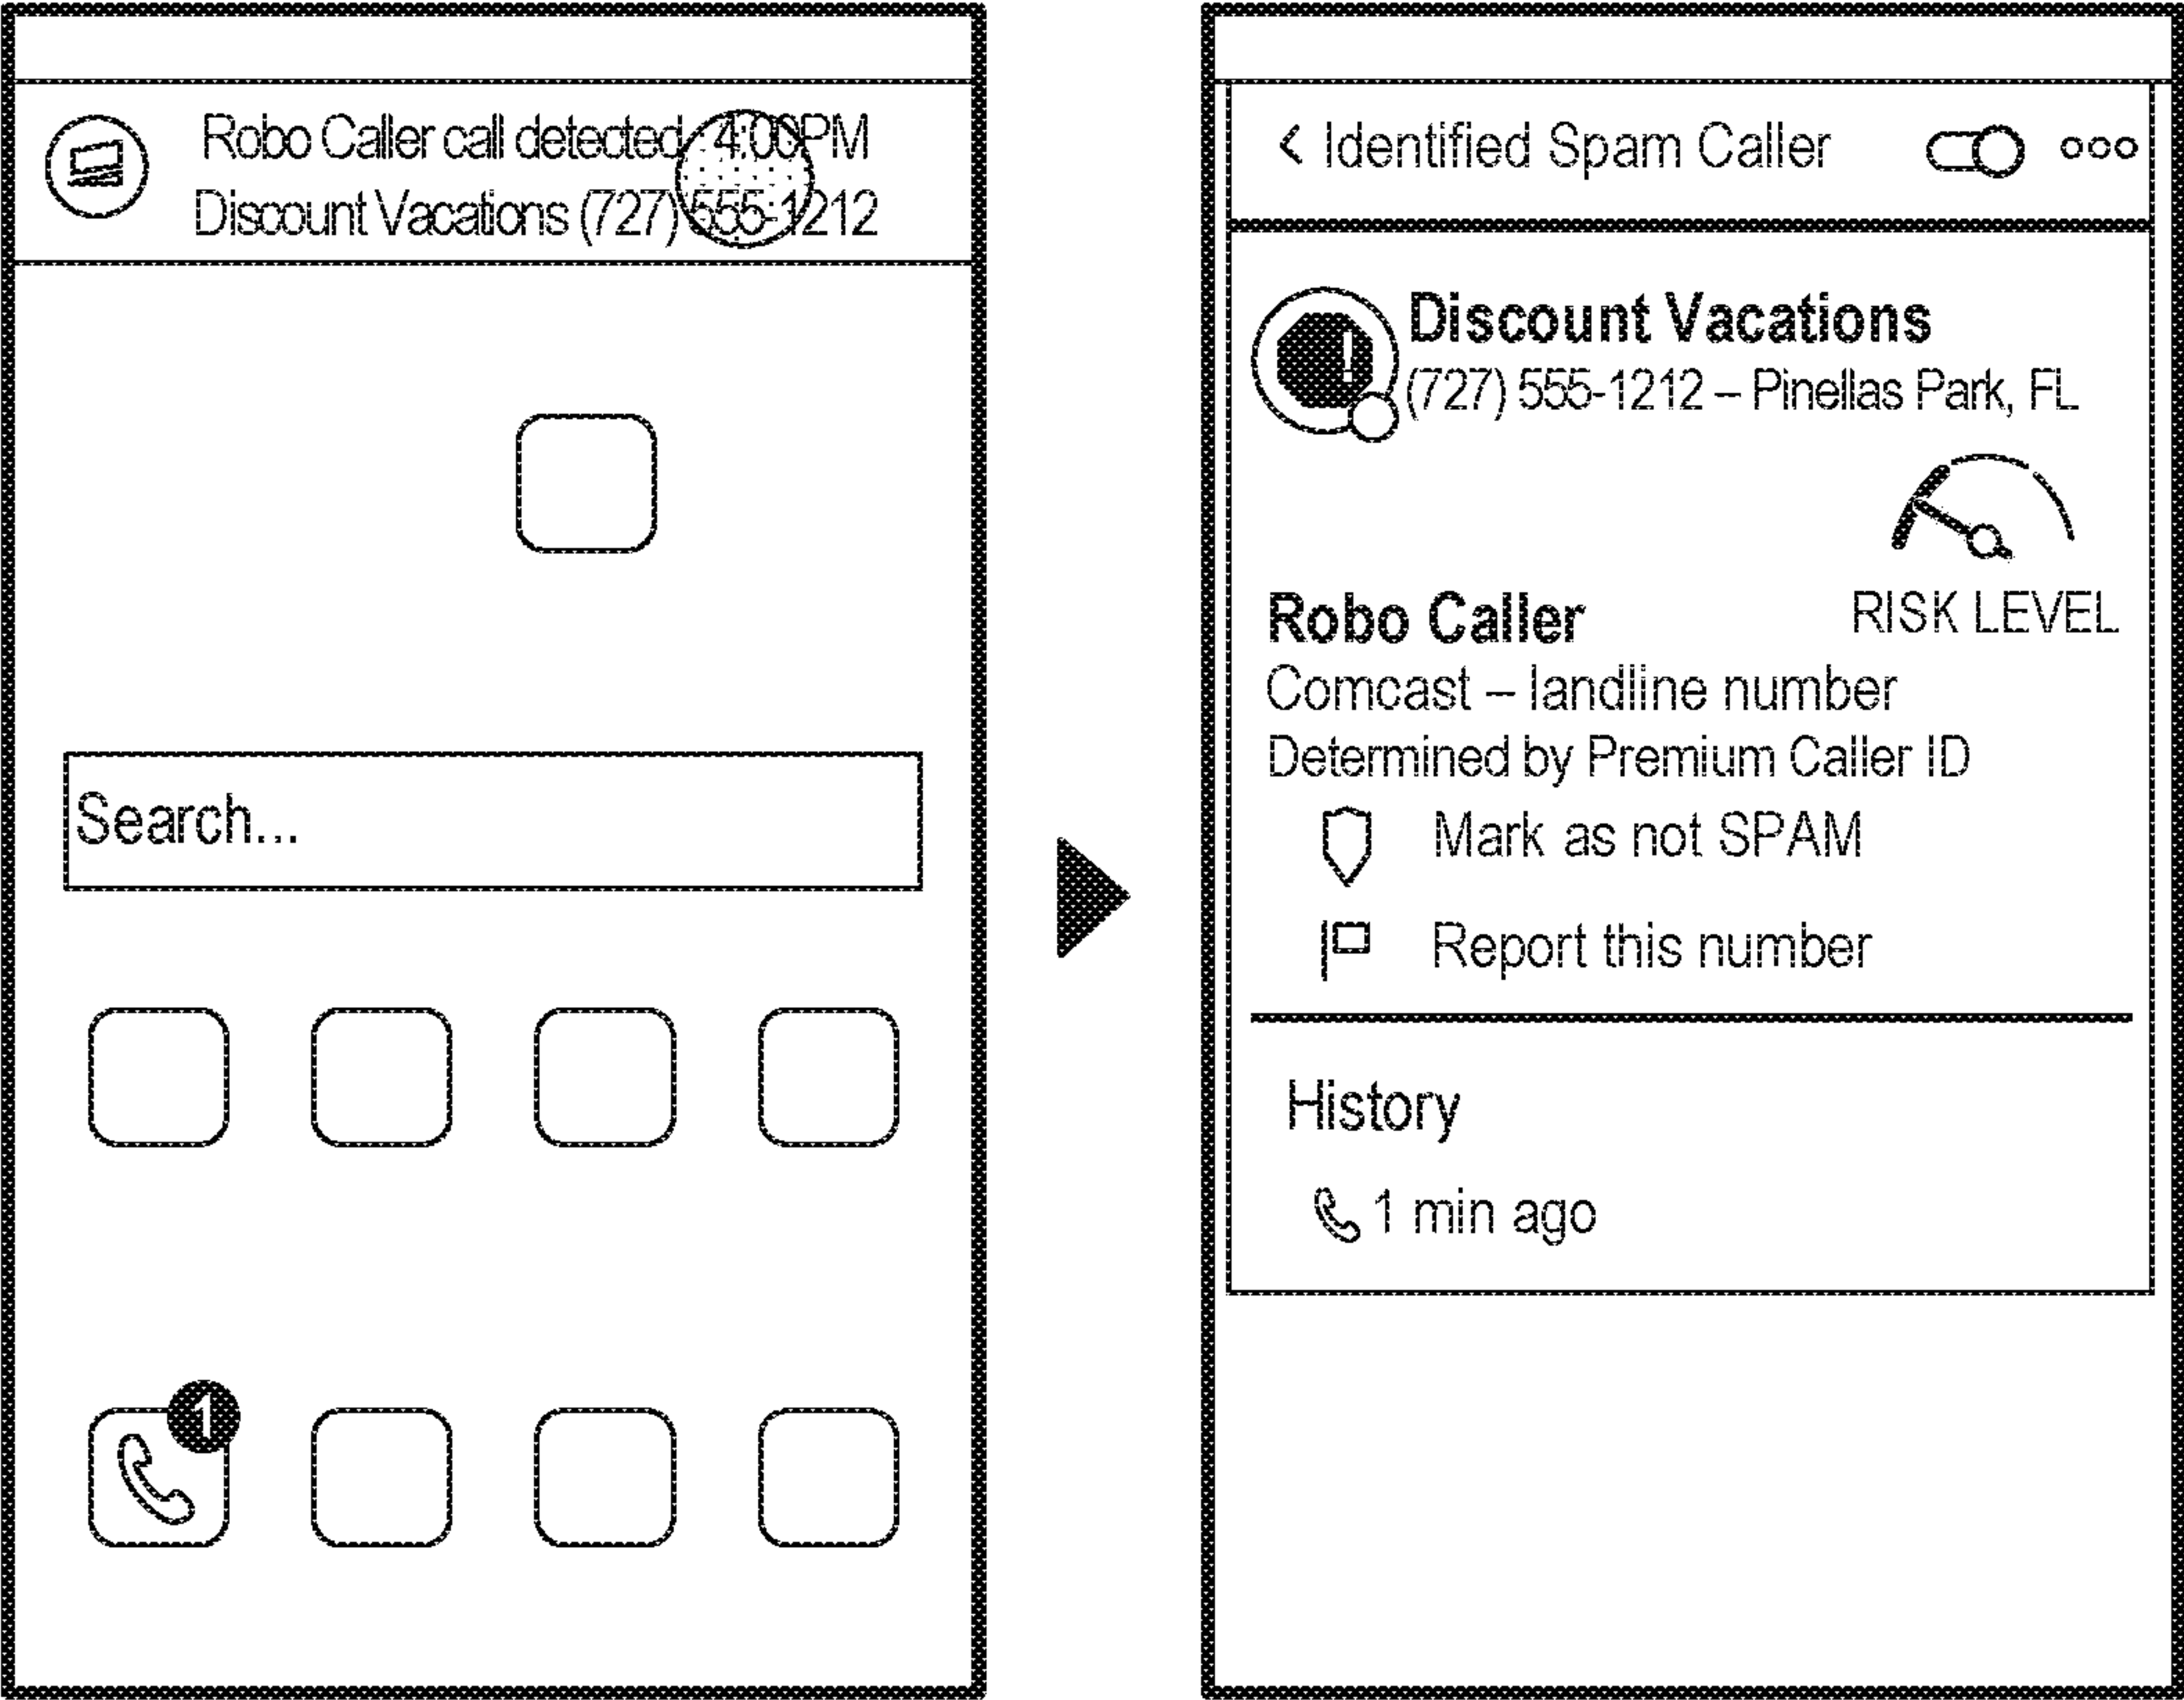 Robo Caller call detected 4:00PM
Discount Vacations (727) 555-1212
Search...
1
< Identified Spam Caller
!
Discount Vacations
(727) 555-1212 – Pinellas Park, FL
RISK LEVEL
Robo Caller
Comcast – landline number
Determined by Premium Caller ID
Mark as not SPAM
Report this number
History
1 min ago